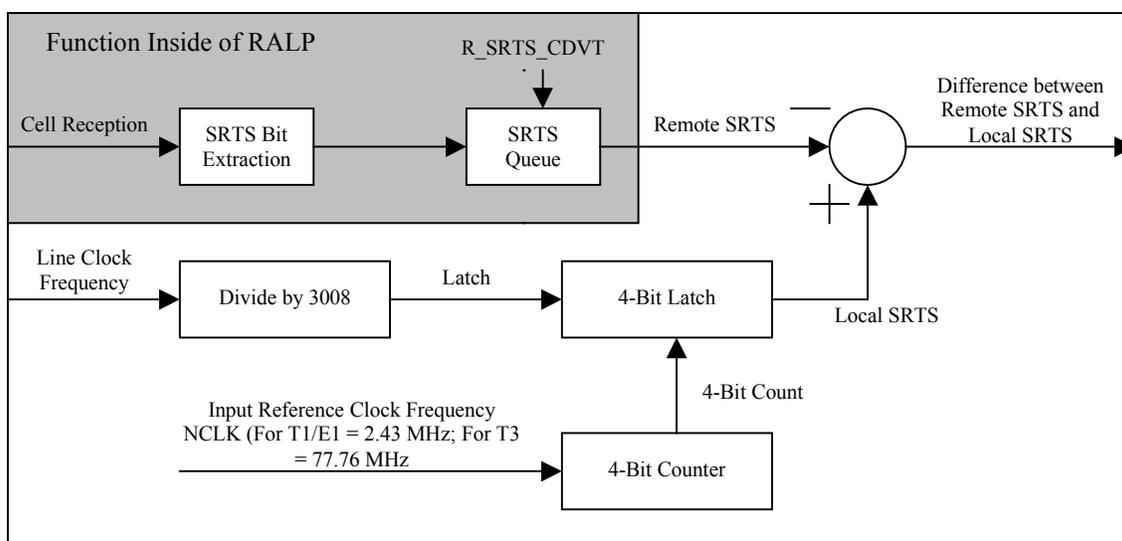 Function Inside of RALP
R_SRTS_CDVT
Cell Reception
SRTS Bit
Extraction
SRTS
Queue
Remote SRTS
Difference between
Remote SRTS and
Local SRTS
Line Clock
Frequency
Divide by 3008
Latch
4-Bit Latch
Local SRTS
4-Bit Count
Input Reference Clock Frequency
NCLK (For T1/E1 = 2.43 MHz; For T3
= 77.76 MHz
4-Bit Counter